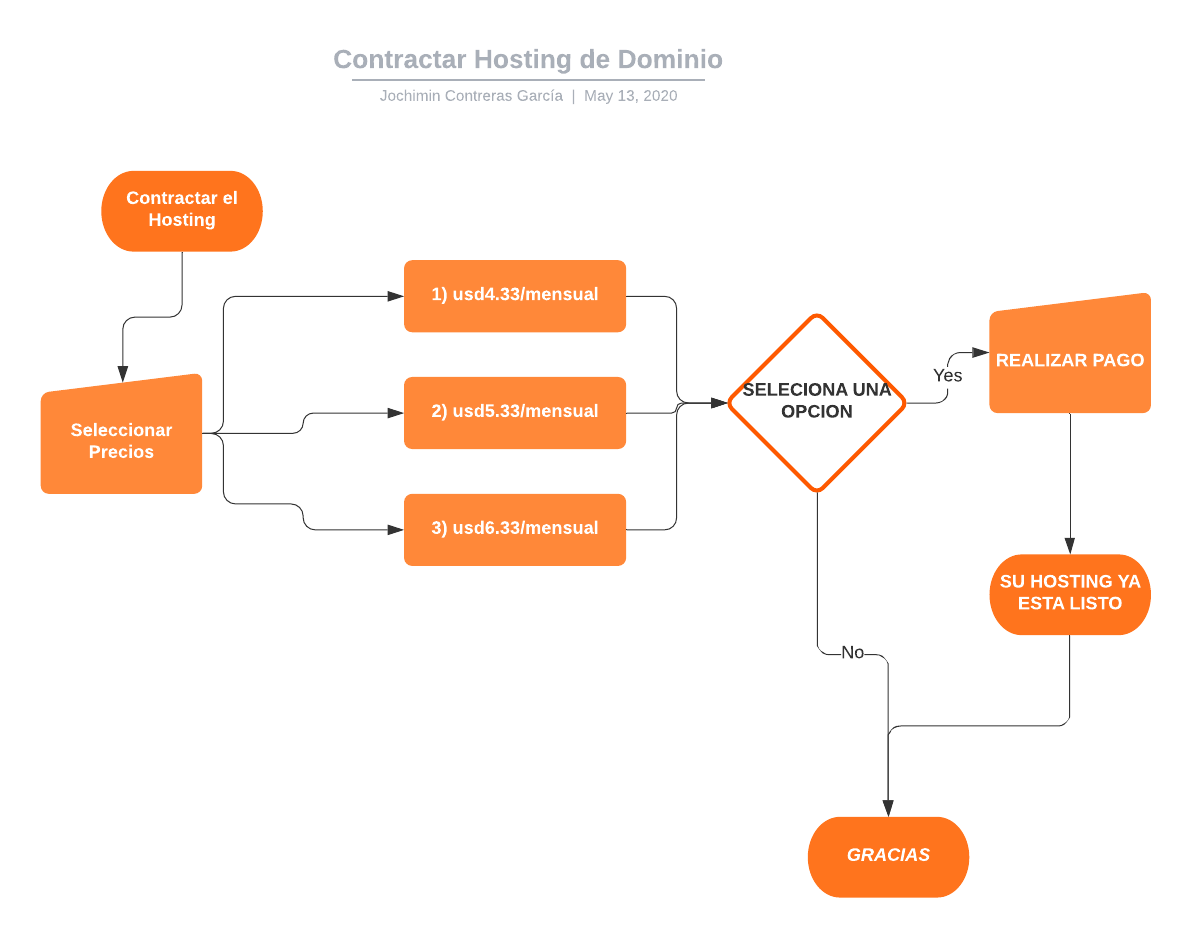 Contractar Hosting de Dominio
Jochimin Contreras García | May 13, 2020
Contractar el
Hosting
Seleccionar
Precios
1) usd4.33/mensual
2) usd5.33/mensual
3) usd6.33/mensual
SELECIONA UNA
OPCION
Yes
REALIZAR PAGO
SU HOSTING YA
ESTA LISTO
No
GRACIAS